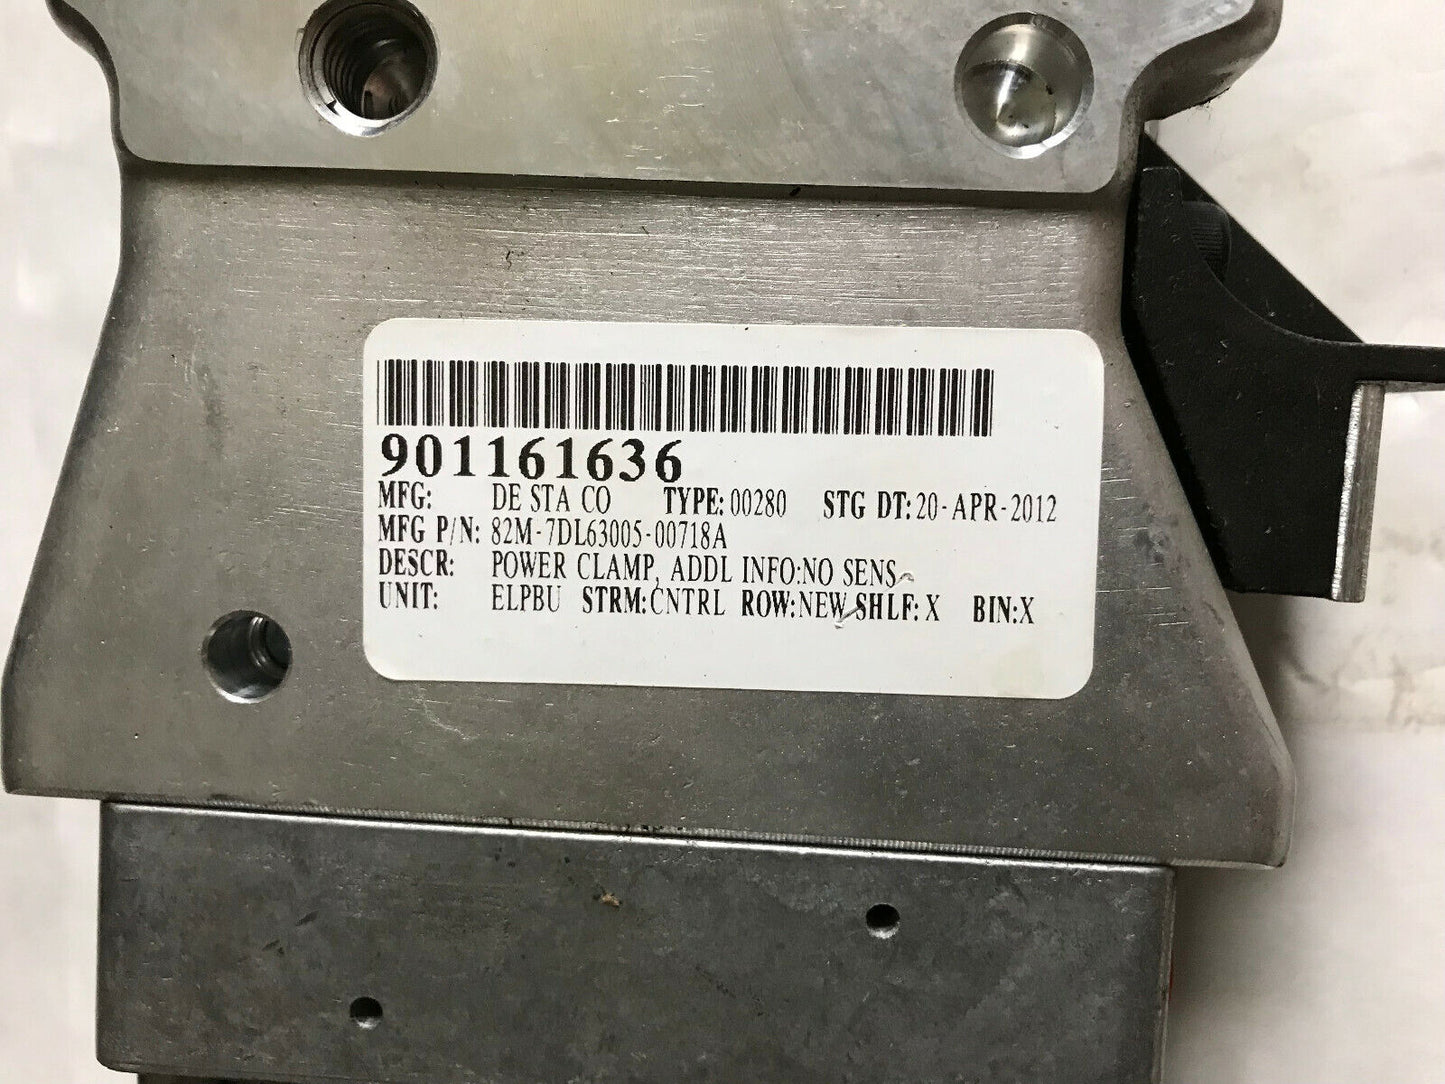 901161636
MFG: DE STA CO TYPE: 00280 STG DT: 20-APR-2012
MFG P/N: 82M-7DL63005-00718A
DESCR: POWER CLAMP, ADDL INFO:NO SENS
UNIT: ELPBU STRM: CNTRL ROW: NEW SHLF: X BIN:X